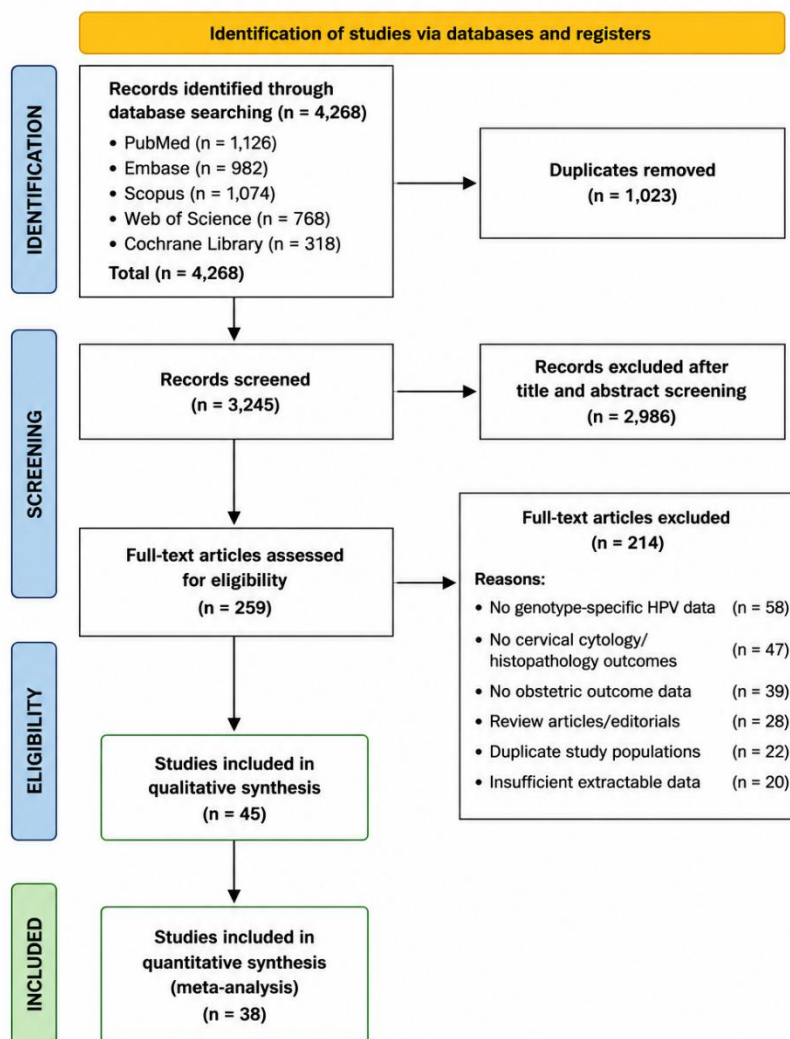 Identification of studies via databases and registers
IDENTIFICATION
Records identified through
database searching (n = 4,268)
• PubMed (n = 1,126)
• Embase (n = 982)
• Scopus (n = 1,074)
• Web of Science (n = 768)
• Cochrane Library (n = 318)
Total (n = 4,268)
Duplicates removed
(n = 1,023)
SCREENING
Records screened
(n = 3,245)
Records excluded after
title and abstract screening
(n = 2,986)
Full-text articles assessed
for eligibility
(n = 259)
Full-text articles excluded
(n = 214)
Reasons:
• No genotype-specific HPV data (n = 58)
• No cervical cytology/
histopathology outcomes (n = 47)
• No obstetric outcome data (n = 39)
• Review articles/editorials (n = 28)
• Duplicate study populations (n = 22)
• Insufficient extractable data (n = 20)
ELIGIBILITY
Studies included in
qualitative synthesis
(n = 45)
INCLUDED
Studies included in
quantitative synthesis
(meta-analysis)
(n = 38)